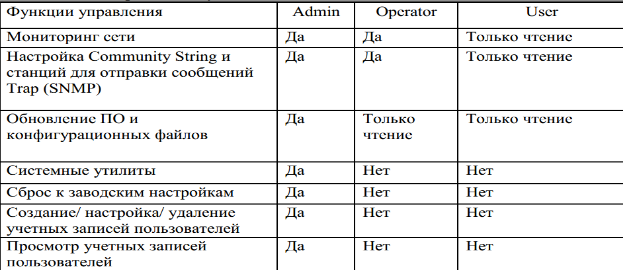 Функции управления Admin Operator User
Мониторинг сети Да Да Только чтение
Настройка Community String и Да Да Только чтение
станций для отправки сообщений
Trap (SNMP)
Обновление ПО и Да Только Только чтение
конфигурационных файлов чтение
Системные утилиты Да Нет Нет
Сброс к заводским настройкам Да Нет Нет
Создание/ настройка/ удаление Да Нет Нет
учетных записей пользователей
Просмотр учетных записей Да Нет Нет
пользователей